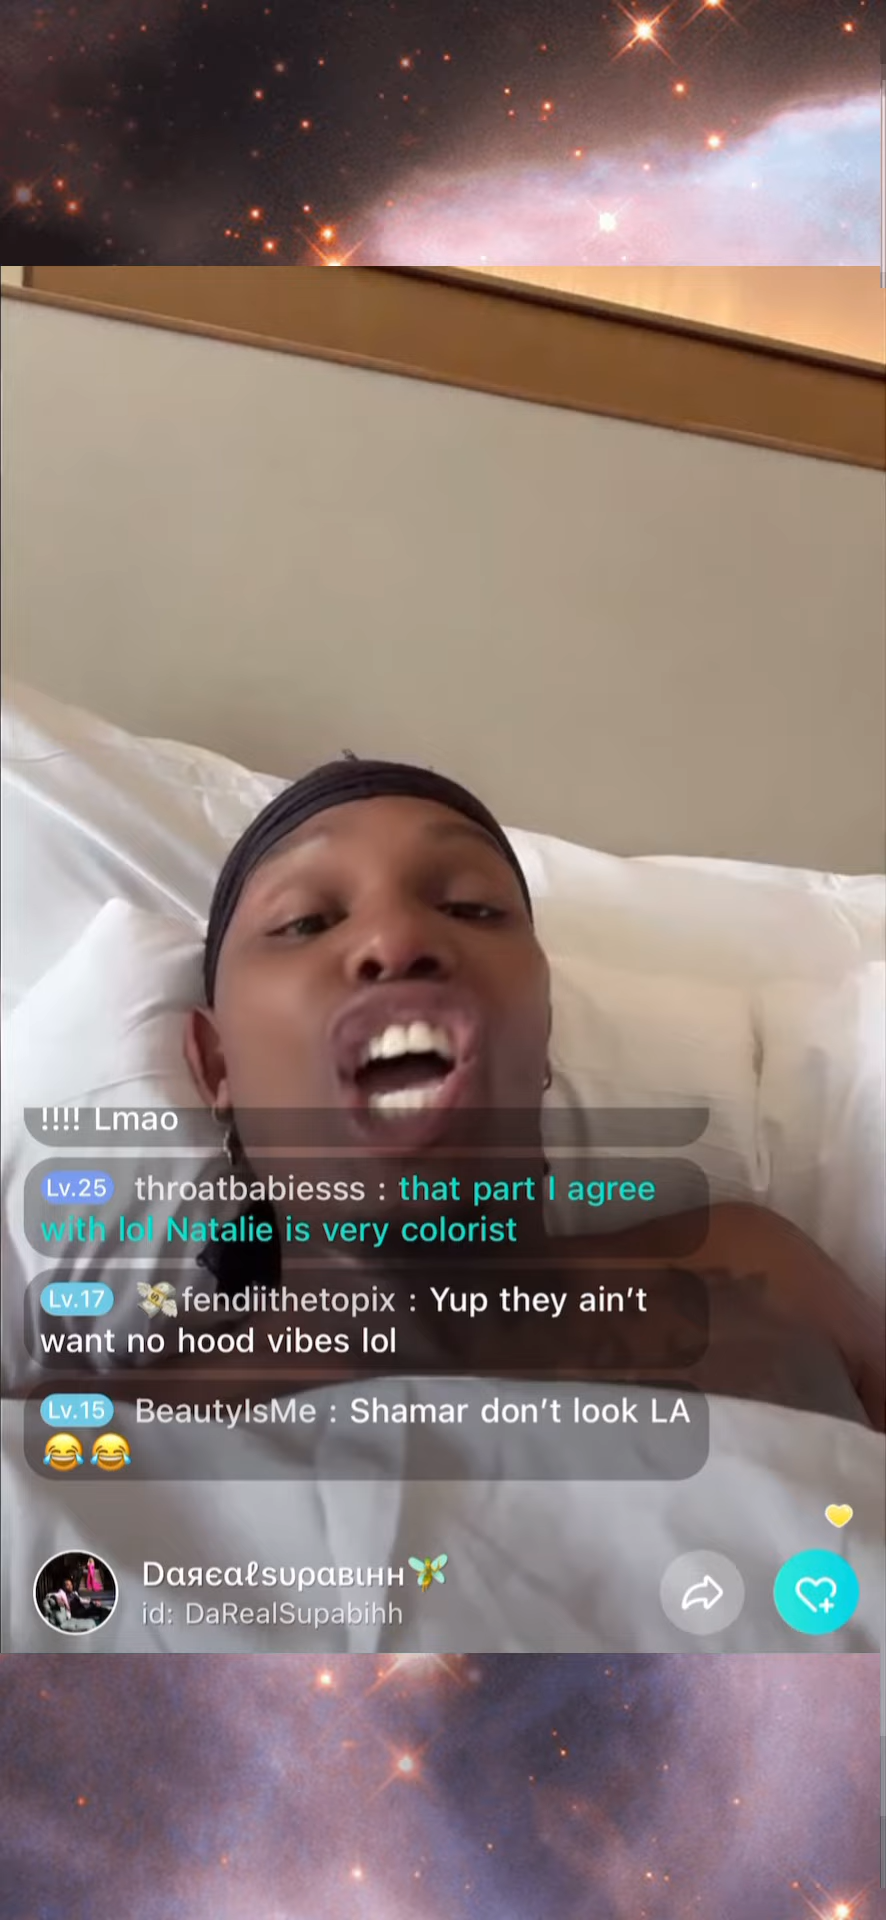 !!!! Lmao
Lv.25 throatbabiesss : that part I agree
with lol Natalie is very colorist
Lv.17 💸fendiithetopix : Yup they ain’t
want no hood vibes lol
Lv.15 BeautyIsMe : Shamar don’t look LA
😂😂
Dαяєαℓsυραвιнн🧚
id: DaRealSupabihh